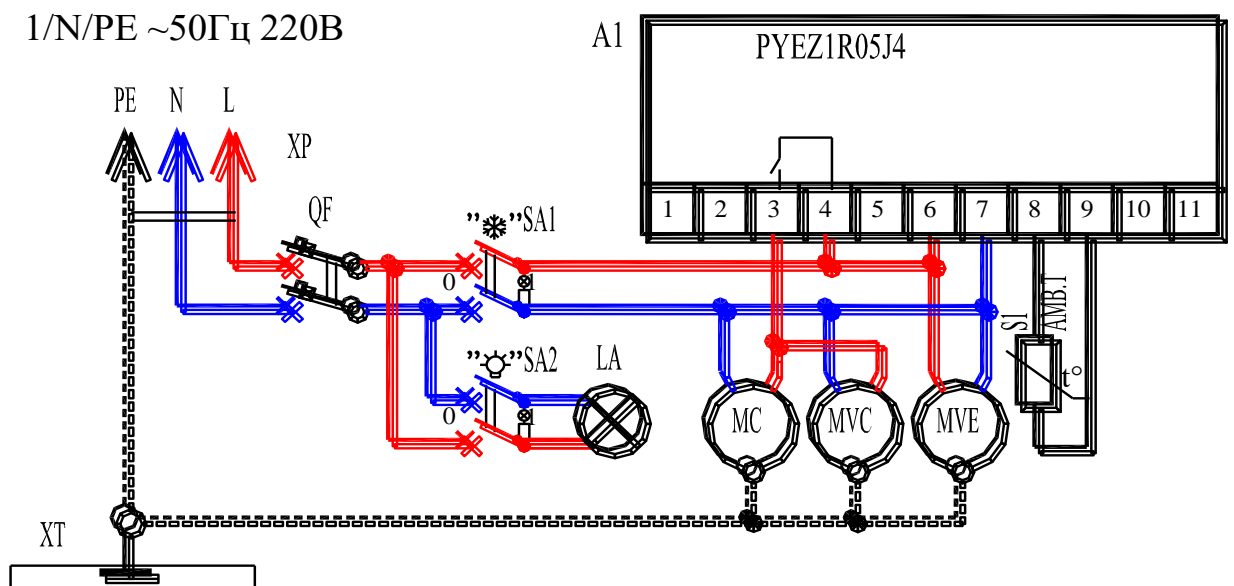 1/N/PE ~50Гц 220В
A1
PYEZ1R05J4
PE N L
XP
1 2 3 4 5 6 7 8 9 10 11
QF
"❄"SA1
0 1
S1
AMB.T
" "SA2
LA
t°
0 1
MC
MVC
MVE
XT